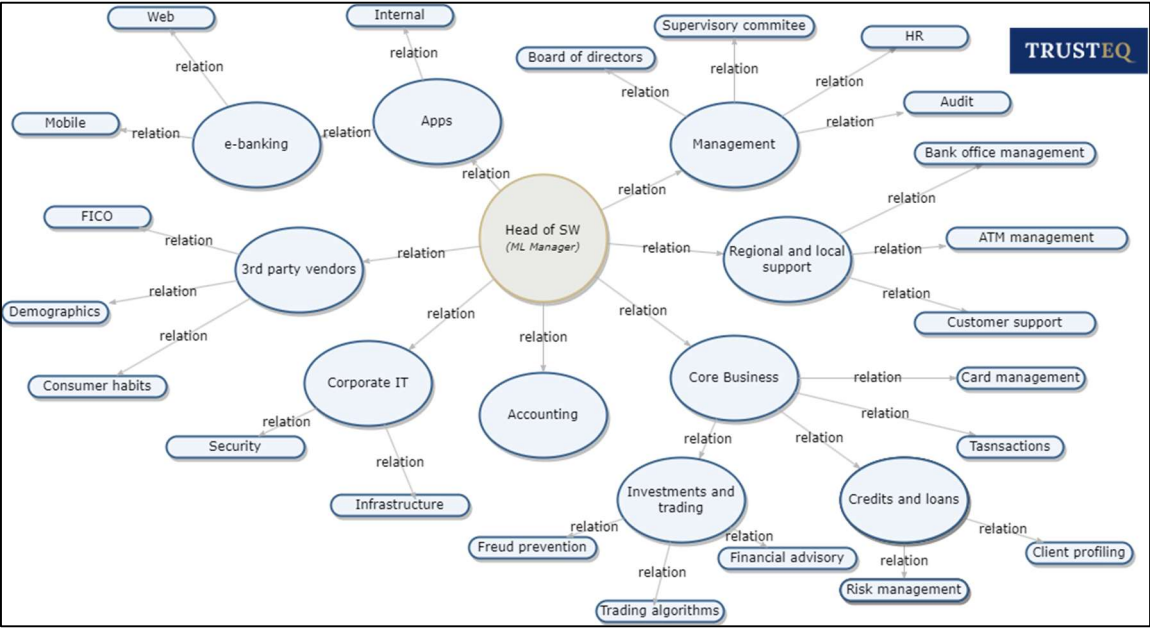 Web
Internal
Supervisory commitee
HR
TRUSTEQ
relation
relation
Board of directors
relation
relation
relation
Audit
Mobile
relation
e-banking
relation
Apps
Management
relation
Bank office management
relation
relation
relation
FICO
relation
3rd party vendors
relation
Head of SW
(ML Manager)
relation
Regional and local
support
relation
ATM management
relation
Customer support
relation
Demographics
relation
Consumer habits
relation
Corporate IT
relation
Security
relation
Infrastructure
relation
Accounting
relation
Core Business
relation
Card management
relation
Tasnsactions
relation
relation
Investments and
trading
Credits and loans
relation
Freud prevention
relation
Financial advisory
relation
Trading algorithms
relation
Client profiling
relation
Risk management